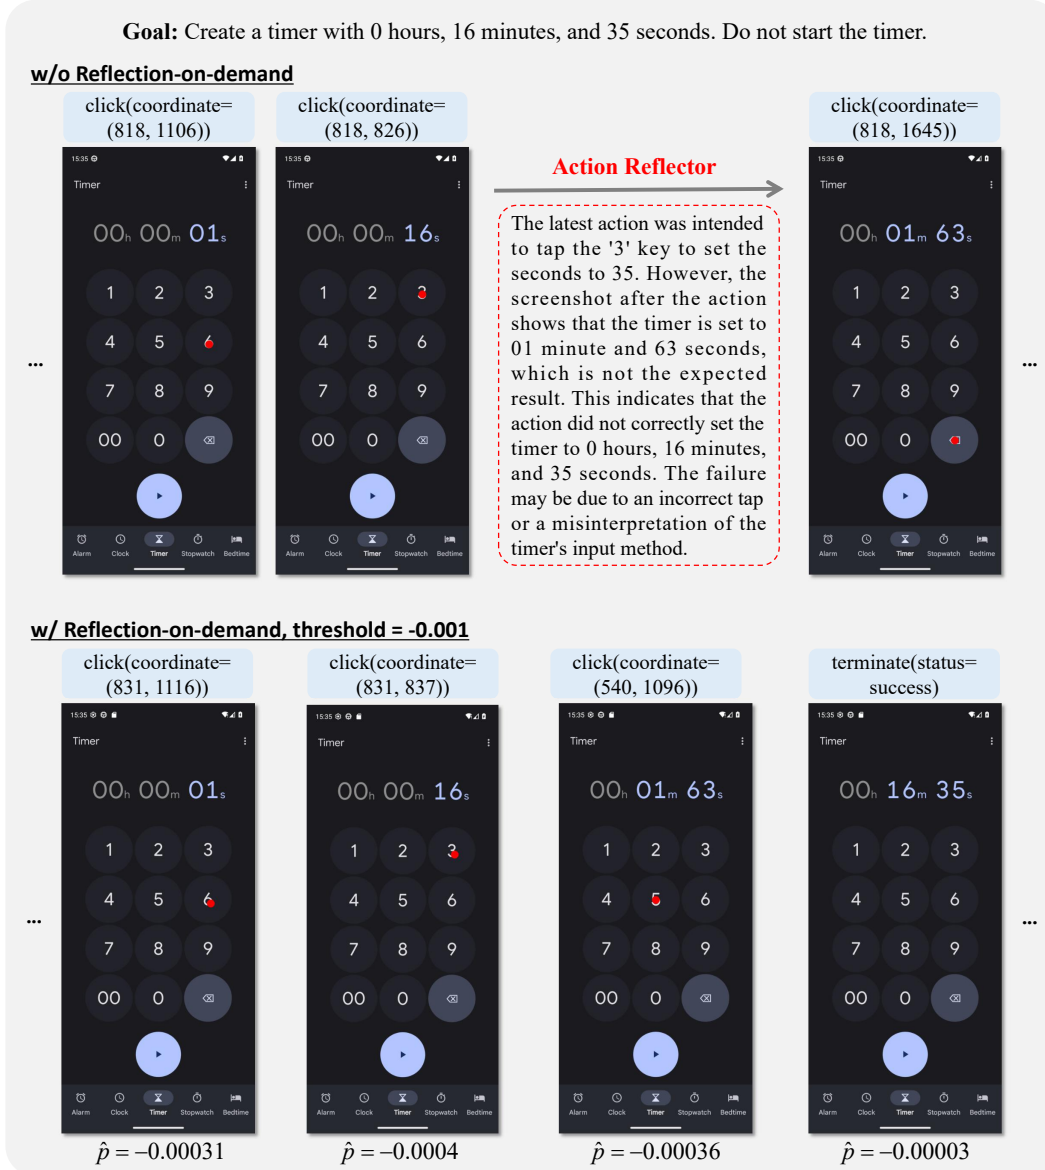 Goal: Create a timer with 0 hours, 16 minutes, and 35 seconds. Do not start the timer.
w/o Reflection-on-demand
click(coordinate=
(818, 1106))
click(coordinate=
(818, 826))
click(coordinate=
(818, 1645))
15:35
Timer
00h 00m 01s
1 2 3
4 5 6
7 8 9
00 0
Alarm Clock Timer Stopwatch Bedtime
15:35
Timer
00h 00m 16s
1 2 3
4 5 6
7 8 9
00 0
Alarm Clock Timer Stopwatch Bedtime
Action Reflector
The latest action was intended
to tap the '3' key to set the
seconds to 35. However, the
screenshot after the action
shows that the timer is set to
01 minute and 63 seconds,
which is not the expected
result. This indicates that the
action did not correctly set the
timer to 0 hours, 16 minutes,
and 35 seconds. The failure
may be due to an incorrect tap
or a misinterpretation of the
timer's input method.
15:35
Timer
00h 01m 63s
1 2 3
4 5 6
7 8 9
00 0
Alarm Clock Timer Stopwatch Bedtime
...
...
w/ Reflection-on-demand, threshold = -0.001
click(coordinate=
(831, 1116))
click(coordinate=
(831, 837))
click(coordinate=
(540, 1096))
terminate(status=
success)
15:35
Timer
00h 00m 01s
1 2 3
4 5 6
7 8 9
00 0
Alarm Clock Timer Stopwatch Bedtime
p̂ = −0.00031
15:35
Timer
00h 00m 16s
1 2 3
4 5 6
7 8 9
00 0
Alarm Clock Timer Stopwatch Bedtime
p̂ = −0.0004
15:35
Timer
00h 01m 63s
1 2 3
4 5 6
7 8 9
00 0
Alarm Clock Timer Stopwatch Bedtime
p̂ = −0.00036
15:35
Timer
00h 16m 35s
1 2 3
4 5 6
7 8 9
00 0
Alarm Clock Timer Stopwatch Bedtime
p̂ = −0.00003
...
...